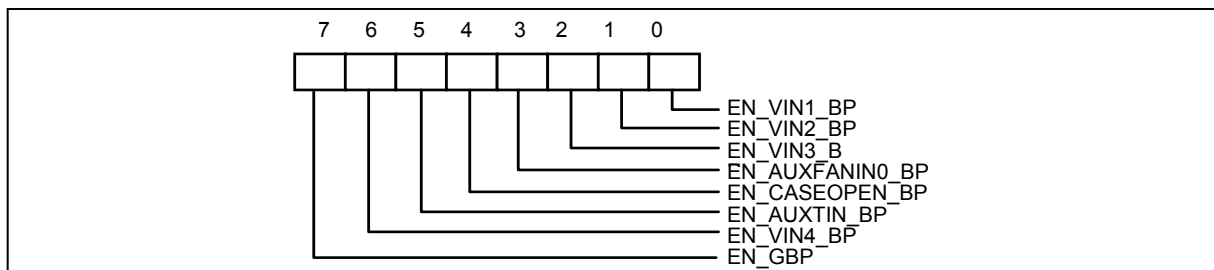 7 6 5 4 3 2 1 0
EN_VIN1_BP
EN_VIN2_BP
EN_VIN3_B
EN_AUXFANIN0_BP
EN_CASEOPEN_BP
EN_AUXTIN_BP
EN_VIN4_BP
EN_GBP